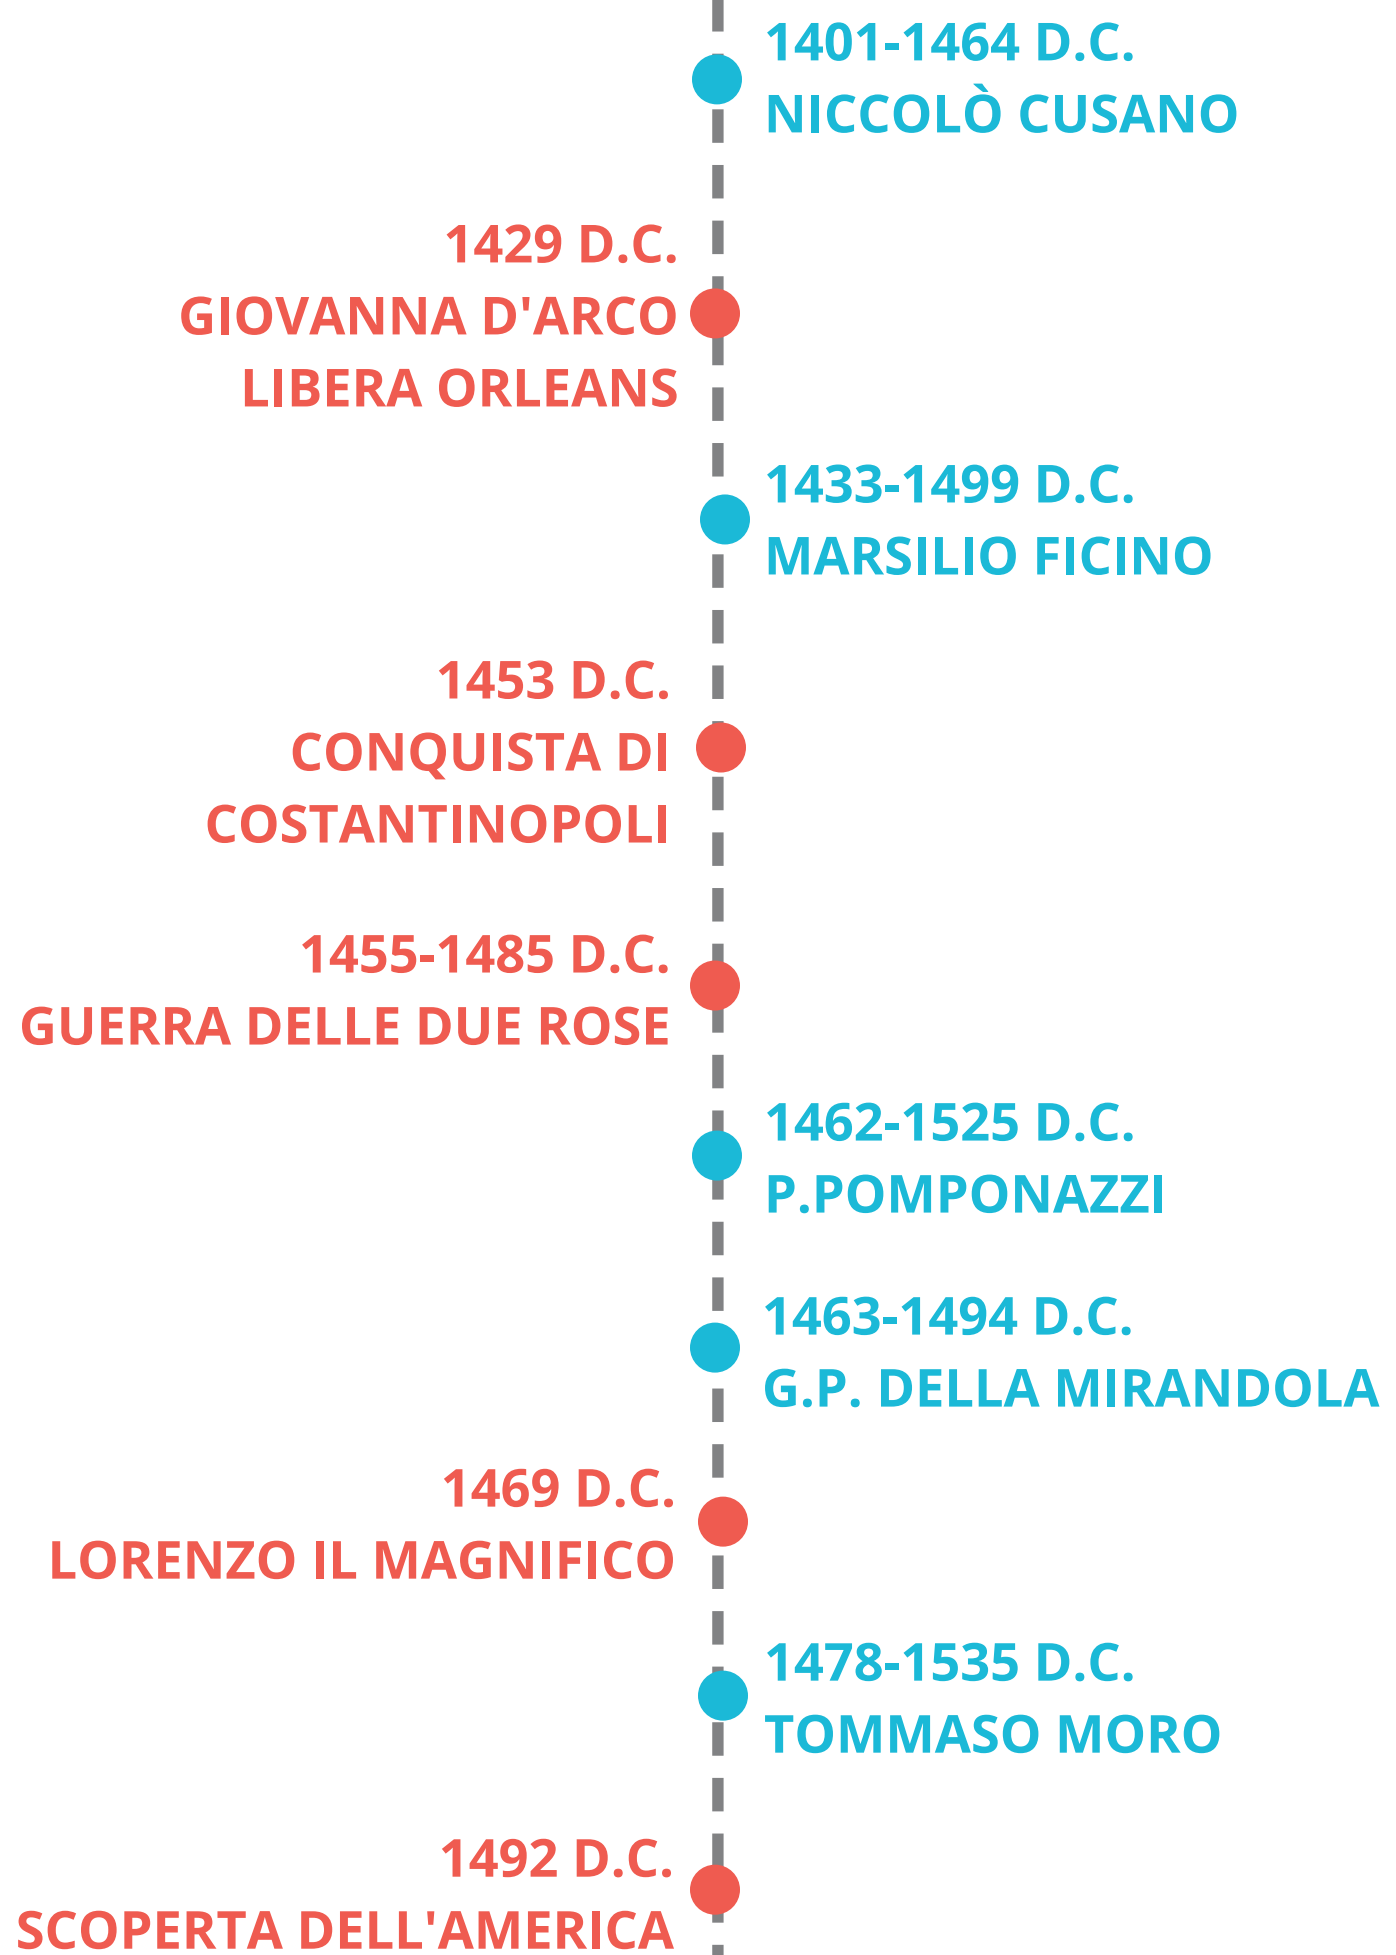 1401-1464 D.C.
NICCOLÒ CUSANO
1429 D.C.
GIOVANNA D'ARCO
LIBERA ORLEANS
1433-1499 D.C.
MARSILIO FICINO
1453 D.C.
CONQUISTA DI
COSTANTINOPOLI
1455-1485 D.C.
GUERRA DELLE DUE ROSE
1462-1525 D.C.
P.POMPONAZZI
1463-1494 D.C.
G.P. DELLA MIRANDOLA
1469 D.C.
LORENZO IL MAGNIFICO
1478-1535 D.C.
TOMMASO MORO
1492 D.C.
SCOPERTA DELL'AMERICA